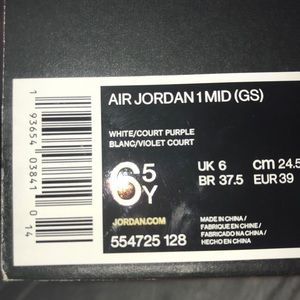 AIR JORDAN 1 MID (GS)
WHITE/COURT PURPLE
BLANC/VIOLET COURT
6.5Y
UK 6 cm 24.5
BR 37.5 EUR 39
JORDAN.COM
554725 128
MADE IN CHINA /
FABRIQUE EN CHINE /
FABRICADO NA CHINA /
HECHO EN CHINA
1 93654 03841 0 14